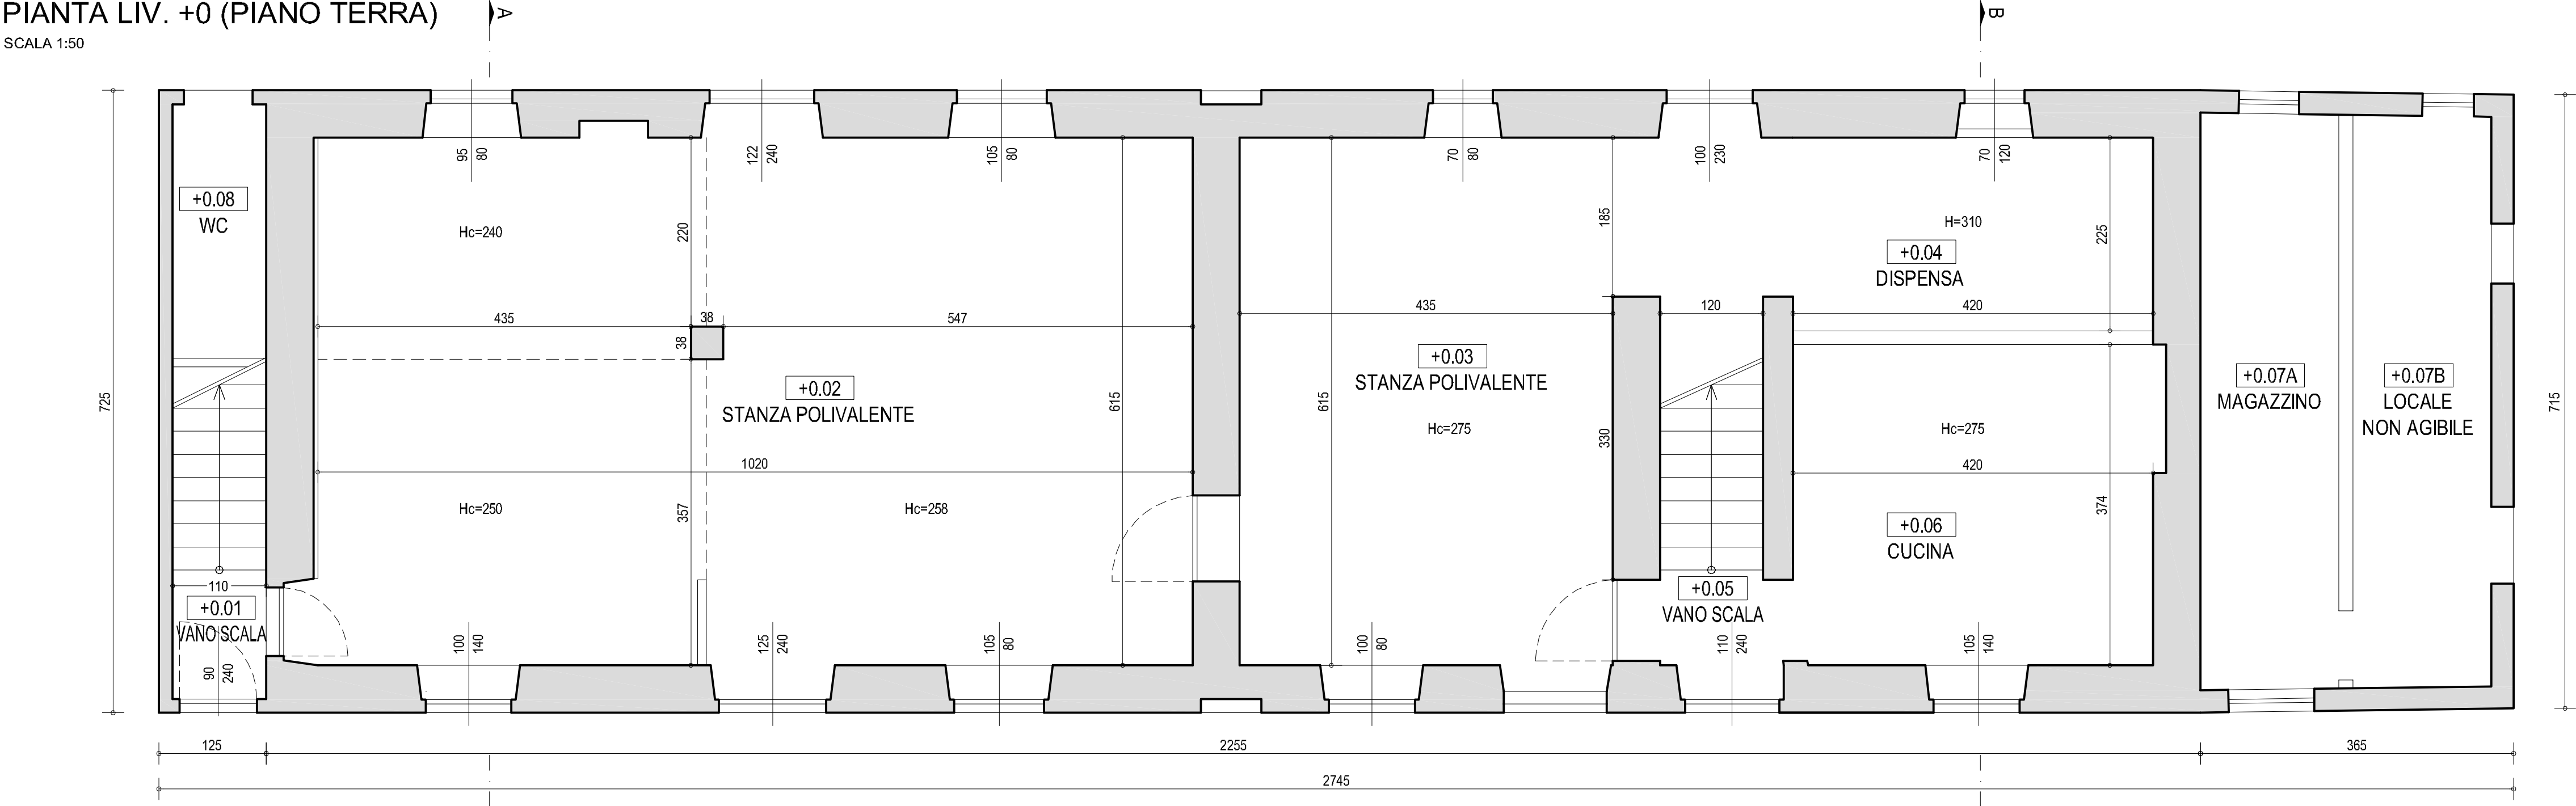 PIANTA LIV. +0 (PIANO TERRA)
SCALA 1:50
A
B
95
80
122
240
105
80
70
80
100
230
70
120
+0.08
WC
Hc=240
220
185
H=310
225
+0.04
DISPENSA
435
38
547
435
120
420
38
725
+0.02
STANZA POLIVALENTE
615
615
+0.03
STANZA POLIVALENTE
Hc=275
330
Hc=275
+0.07A
MAGAZZINO
+0.07B
LOCALE
NON AGIBILE
715
1020
420
Hc=250
357
Hc=258
374
+0.06
CUCINA
110
+0.01
VANO SCALA
+0.05
VANO SCALA
90
240
100
140
125
240
105
80
100
80
110
240
105
140
125
2255
365
2745